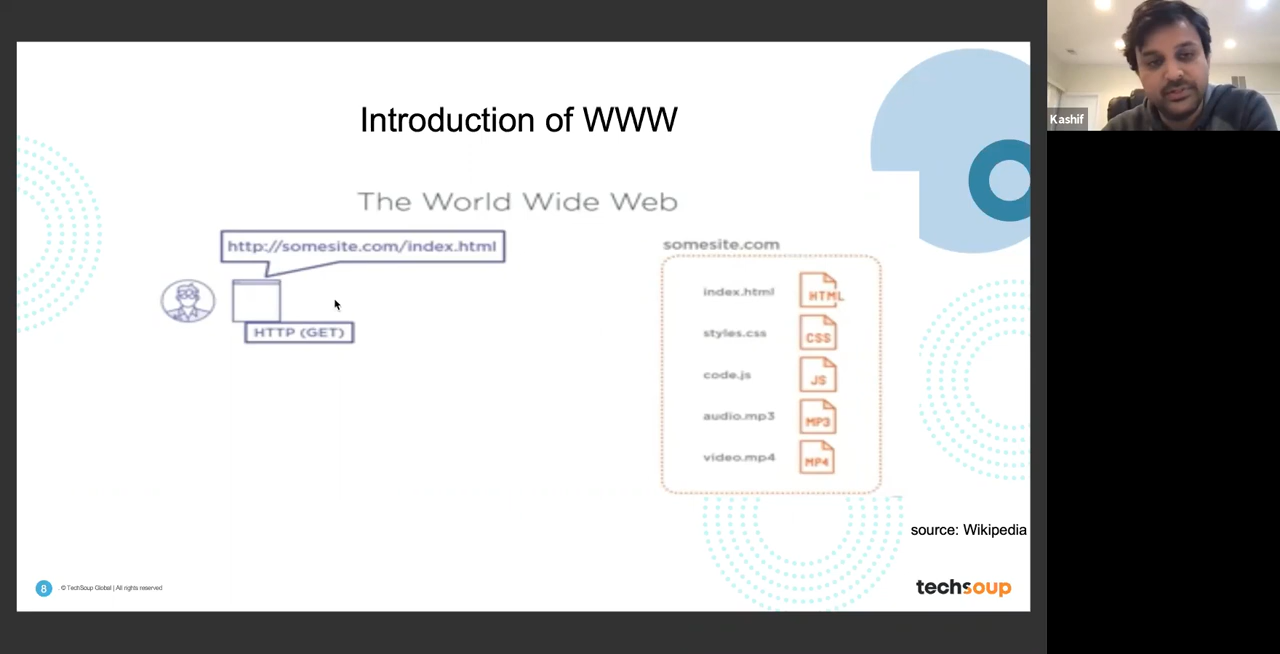 Introduction of WWW
The World Wide Web
http://somesite.com/index.html
HTTP (GET)
somesite.com
index.html
HTML
styles.css
CSS
code.js
JS
audio.mp3
MP3
video.mp4
MP4
source: Wikipedia
8
© TechSoup Global | All rights reserved
techsoup
Kashif